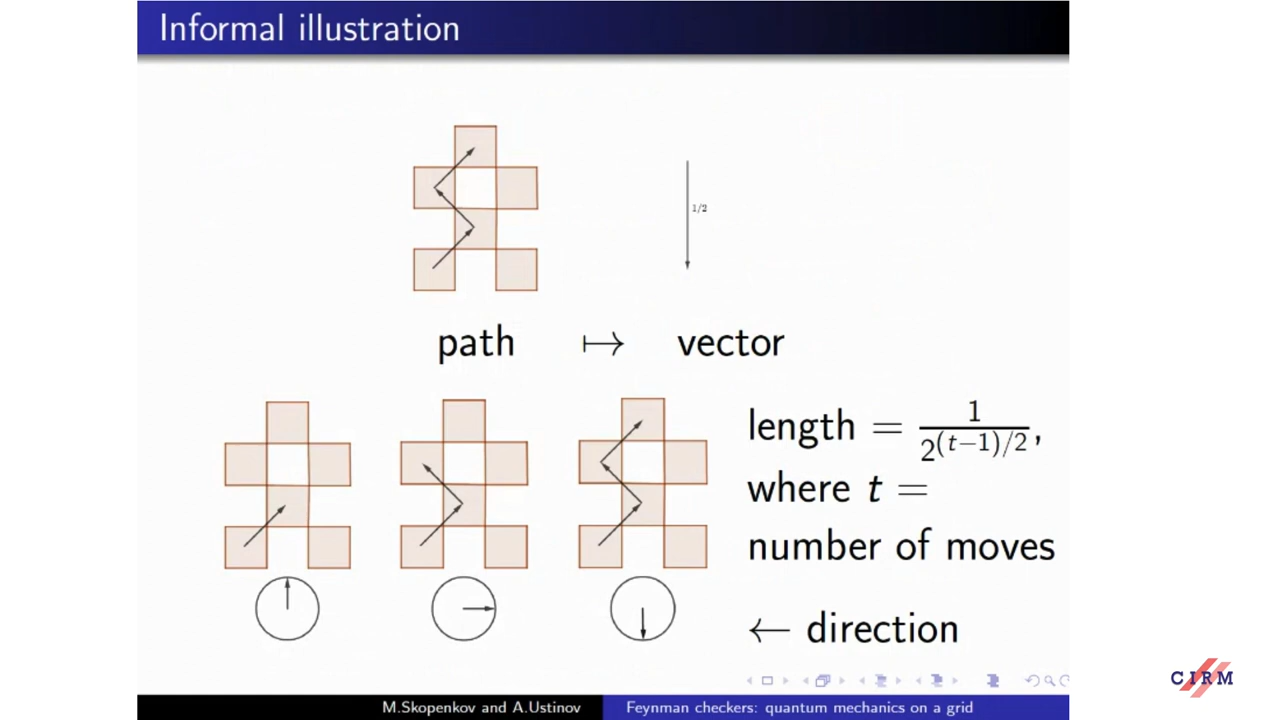 Informal illustration
1/2
path ↦ vector
length = \frac{1}{2^{(t-1)/2}},
where t =
number of moves
← direction
M.Skopenkov and A.Ustinov
Feynman checkers: quantum mechanics on a grid
CIRM